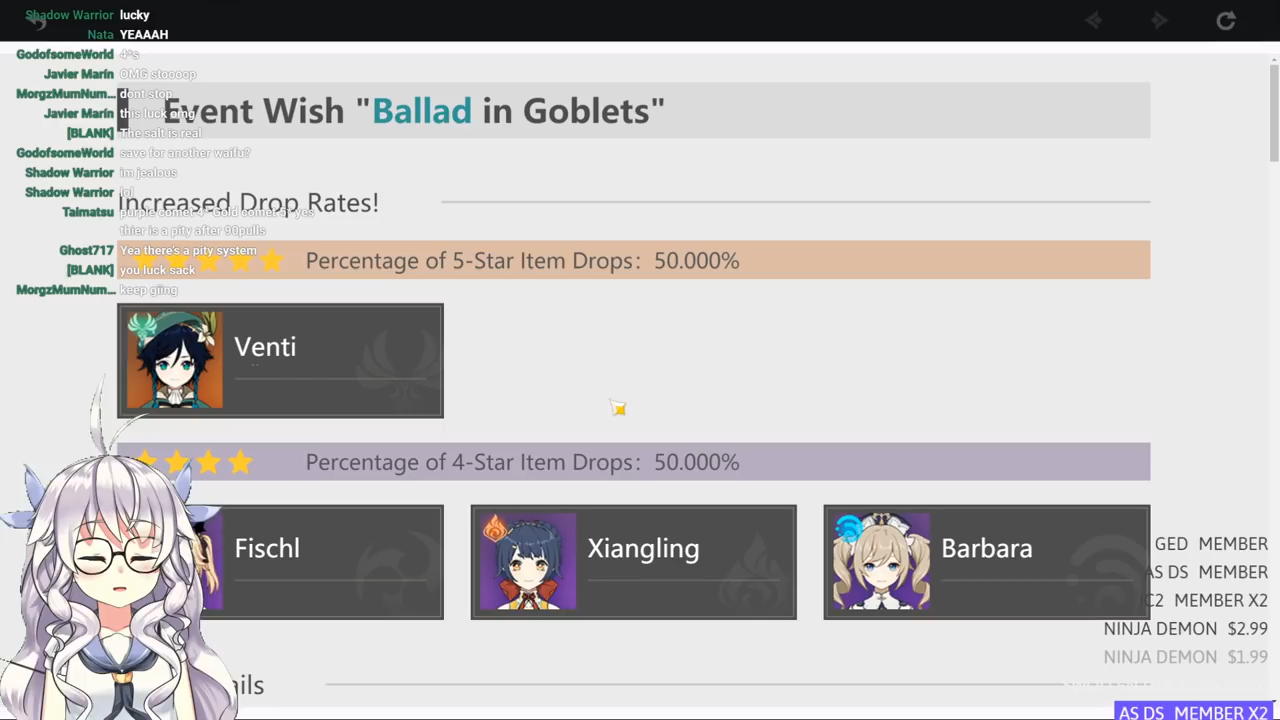 Shadow Warrior lucky
Nata YEAAAH
GodofsomeWorld 4*s
Javier Marín OMG stoooop
MorgzMumNum... dont stop
Javier Marín this luck omg
[BLANK] The salt is real
GodofsomeWorld save for another waifu?
Shadow Warrior im jealous
Shadow Warrior lol
Taimatsu purple comet 4* Gold comet 5* yes
thier is a pity after 90pulls
Ghost717 Yea there's a pity system
[BLANK] you luck sack
MorgzMumNum... keep giing
Event Wish "Ballad in Goblets"
Increased Drop Rates!
Percentage of 5-Star Item Drops: 50.000%
Venti
Percentage of 4-Star Item Drops: 50.000%
Fischl
Xiangling
Barbara
ails
GED MEMBER
AS DS MEMBER
C2 MEMBER X2
NINJA DEMON $2.99
NINJA DEMON $1.99
AS DS MEMBER X2